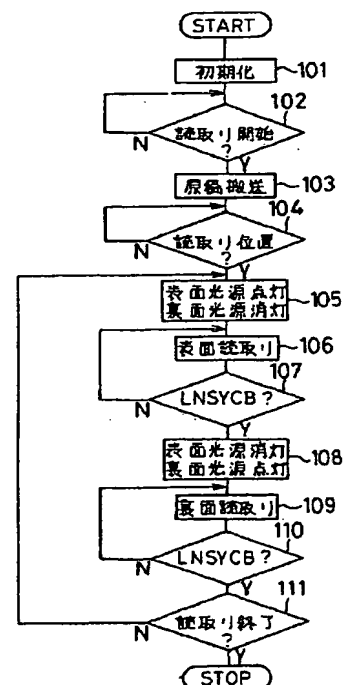 START
初期化 101
102
読取り開始
?
N
Y
原稿搬送 103
104
読取り位置
?
N
Y
表面光源点灯
裏面光源消灯 105
表面読取り 106
107
LNSYCB?
N
Y
表面光源消灯
裏面光源点灯 108
裏面読取り 109
110
LNSYCB?
N
Y
111
読取り終了
?
N
Y
STOP